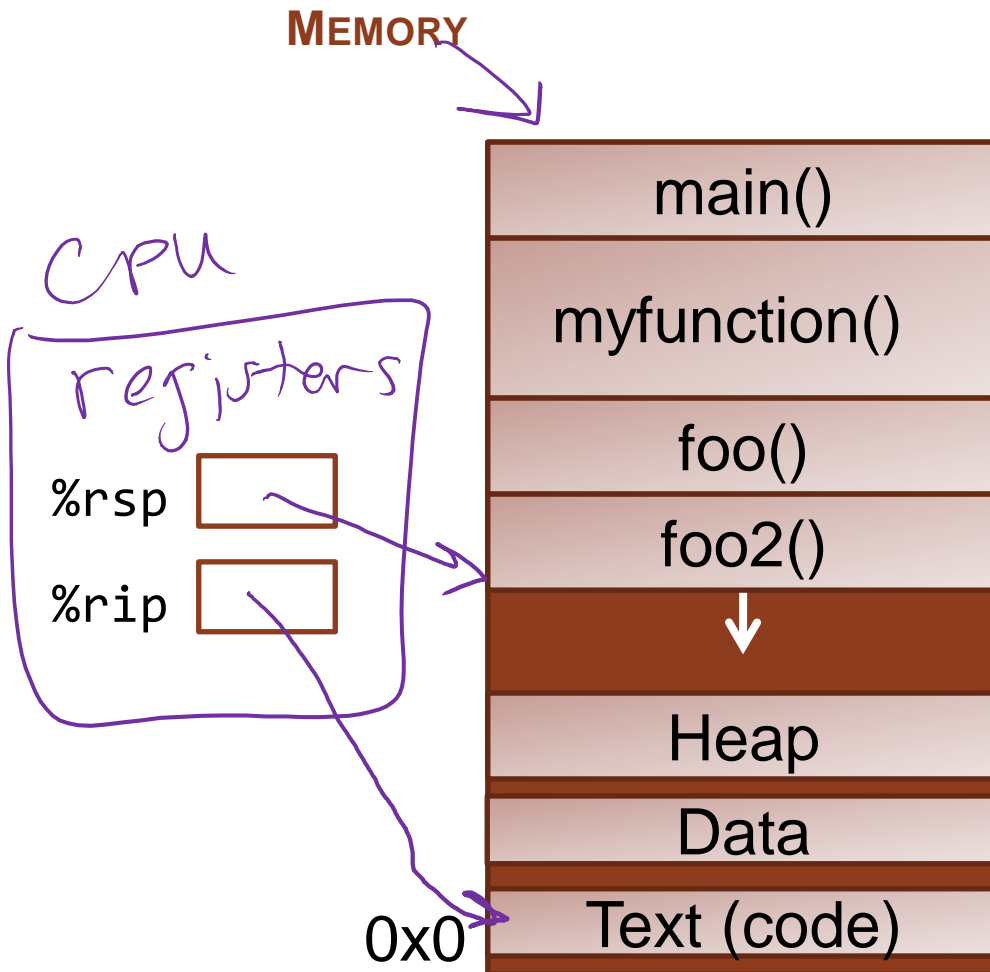 MEMORY
main()
CPU
myfunction()
registers
foo()
%rsp
foo2()
%rip
Heap
Data
Text (code)
0x0